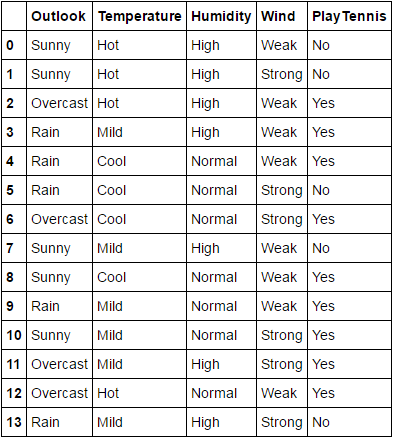 Outlook Temperature Humidity Wind PlayTennis
0 Sunny Hot High Weak No
1 Sunny Hot High Strong No
2 Overcast Hot High Weak Yes
3 Rain Mild High Weak Yes
4 Rain Cool Normal Weak Yes
5 Rain Cool Normal Strong No
6 Overcast Cool Normal Strong Yes
7 Sunny Mild High Weak No
8 Sunny Cool Normal Weak Yes
9 Rain Mild Normal Weak Yes
10 Sunny Mild Normal Strong Yes
11 Overcast Mild High Strong Yes
12 Overcast Hot Normal Weak Yes
13 Rain Mild High Strong No